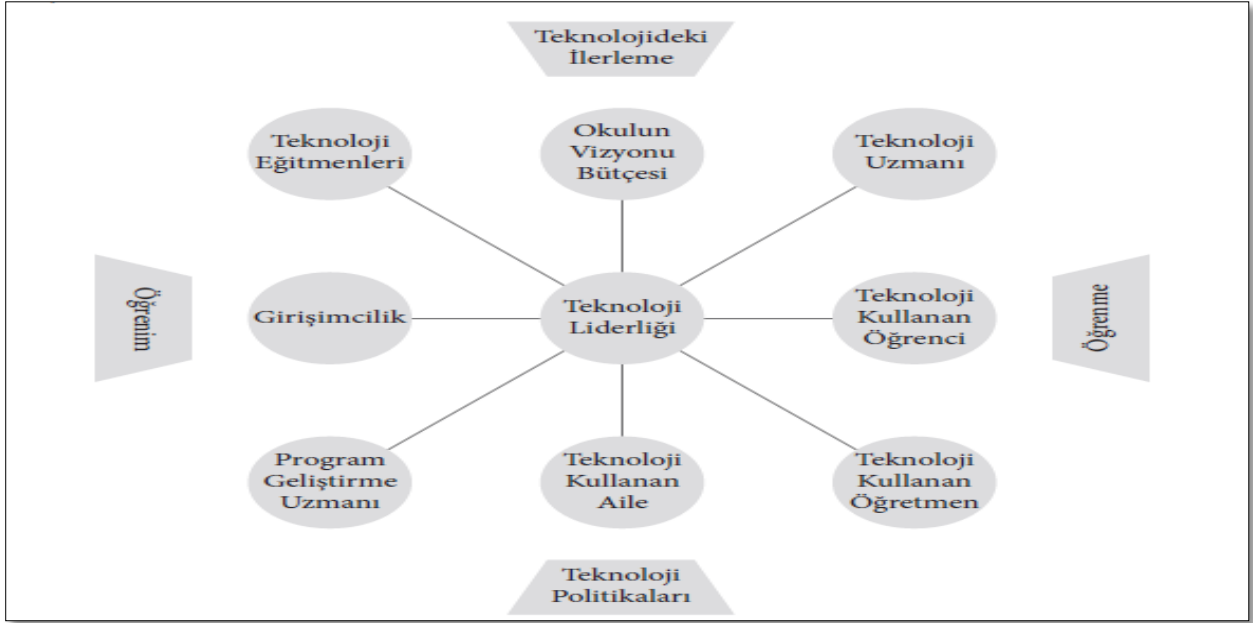 Teknolojideki
İlerleme
Teknoloji
Eğitmenleri
Okulun
Vizyonu
Bütçesi
Teknoloji
Uzmanı
Öğrenim
Girişimcilik
Teknoloji
Liderliği
Teknoloji
Kullanan
Öğrenci
Öğrenme
Program
Geliştirme
Uzmanı
Teknoloji
Kullanan
Aile
Teknoloji
Kullanan
Öğretmen
Teknoloji
Politikaları